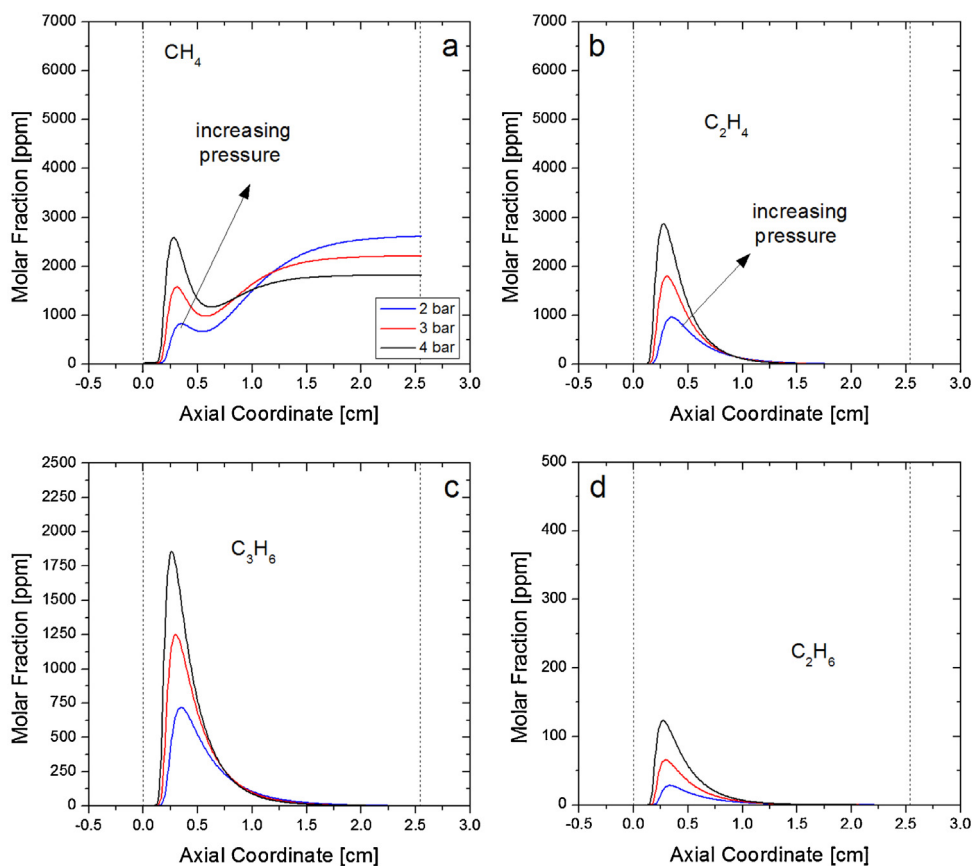 a
CH4
increasing
pressure
2 bar
3 bar
4 bar
7000
6000
5000
4000
3000
2000
1000
0
-0.5 0.0 0.5 1.0 1.5 2.0 2.5 3.0
Molar Fraction [ppm]
Axial Coordinate [cm]
b
C2H4
increasing
pressure
7000
6000
5000
4000
3000
2000
1000
0
-0.5 0.0 0.5 1.0 1.5 2.0 2.5 3.0
Molar Fraction [ppm]
Axial Coordinate [cm]
c
C3H6
2500
2250
2000
1750
1500
1250
1000
750
500
250
0
-0.5 0.0 0.5 1.0 1.5 2.0 2.5 3.0
Molar Fraction [ppm]
Axial Coordinate [cm]
d
C2H6
500
400
300
200
100
0
-0.5 0.0 0.5 1.0 1.5 2.0 2.5 3.0
Molar Fraction [ppm]
Axial Coordinate [cm]